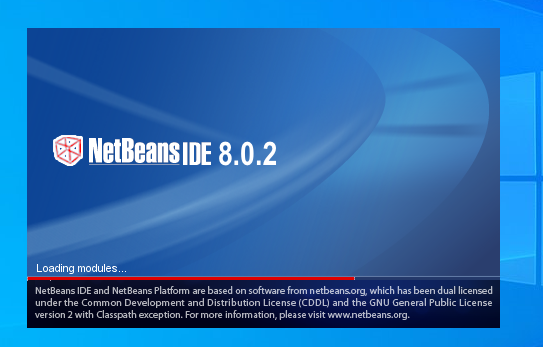 NetBeans IDE 8.0.2
Loading modules...
NetBeans IDE and NetBeans Platform are based on software from netbeans.org, which has been dual licensed
under the Common Development and Distribution License (CDDL) and the GNU General Public License
version 2 with Classpath exception. For more information, please visit www.netbeans.org.